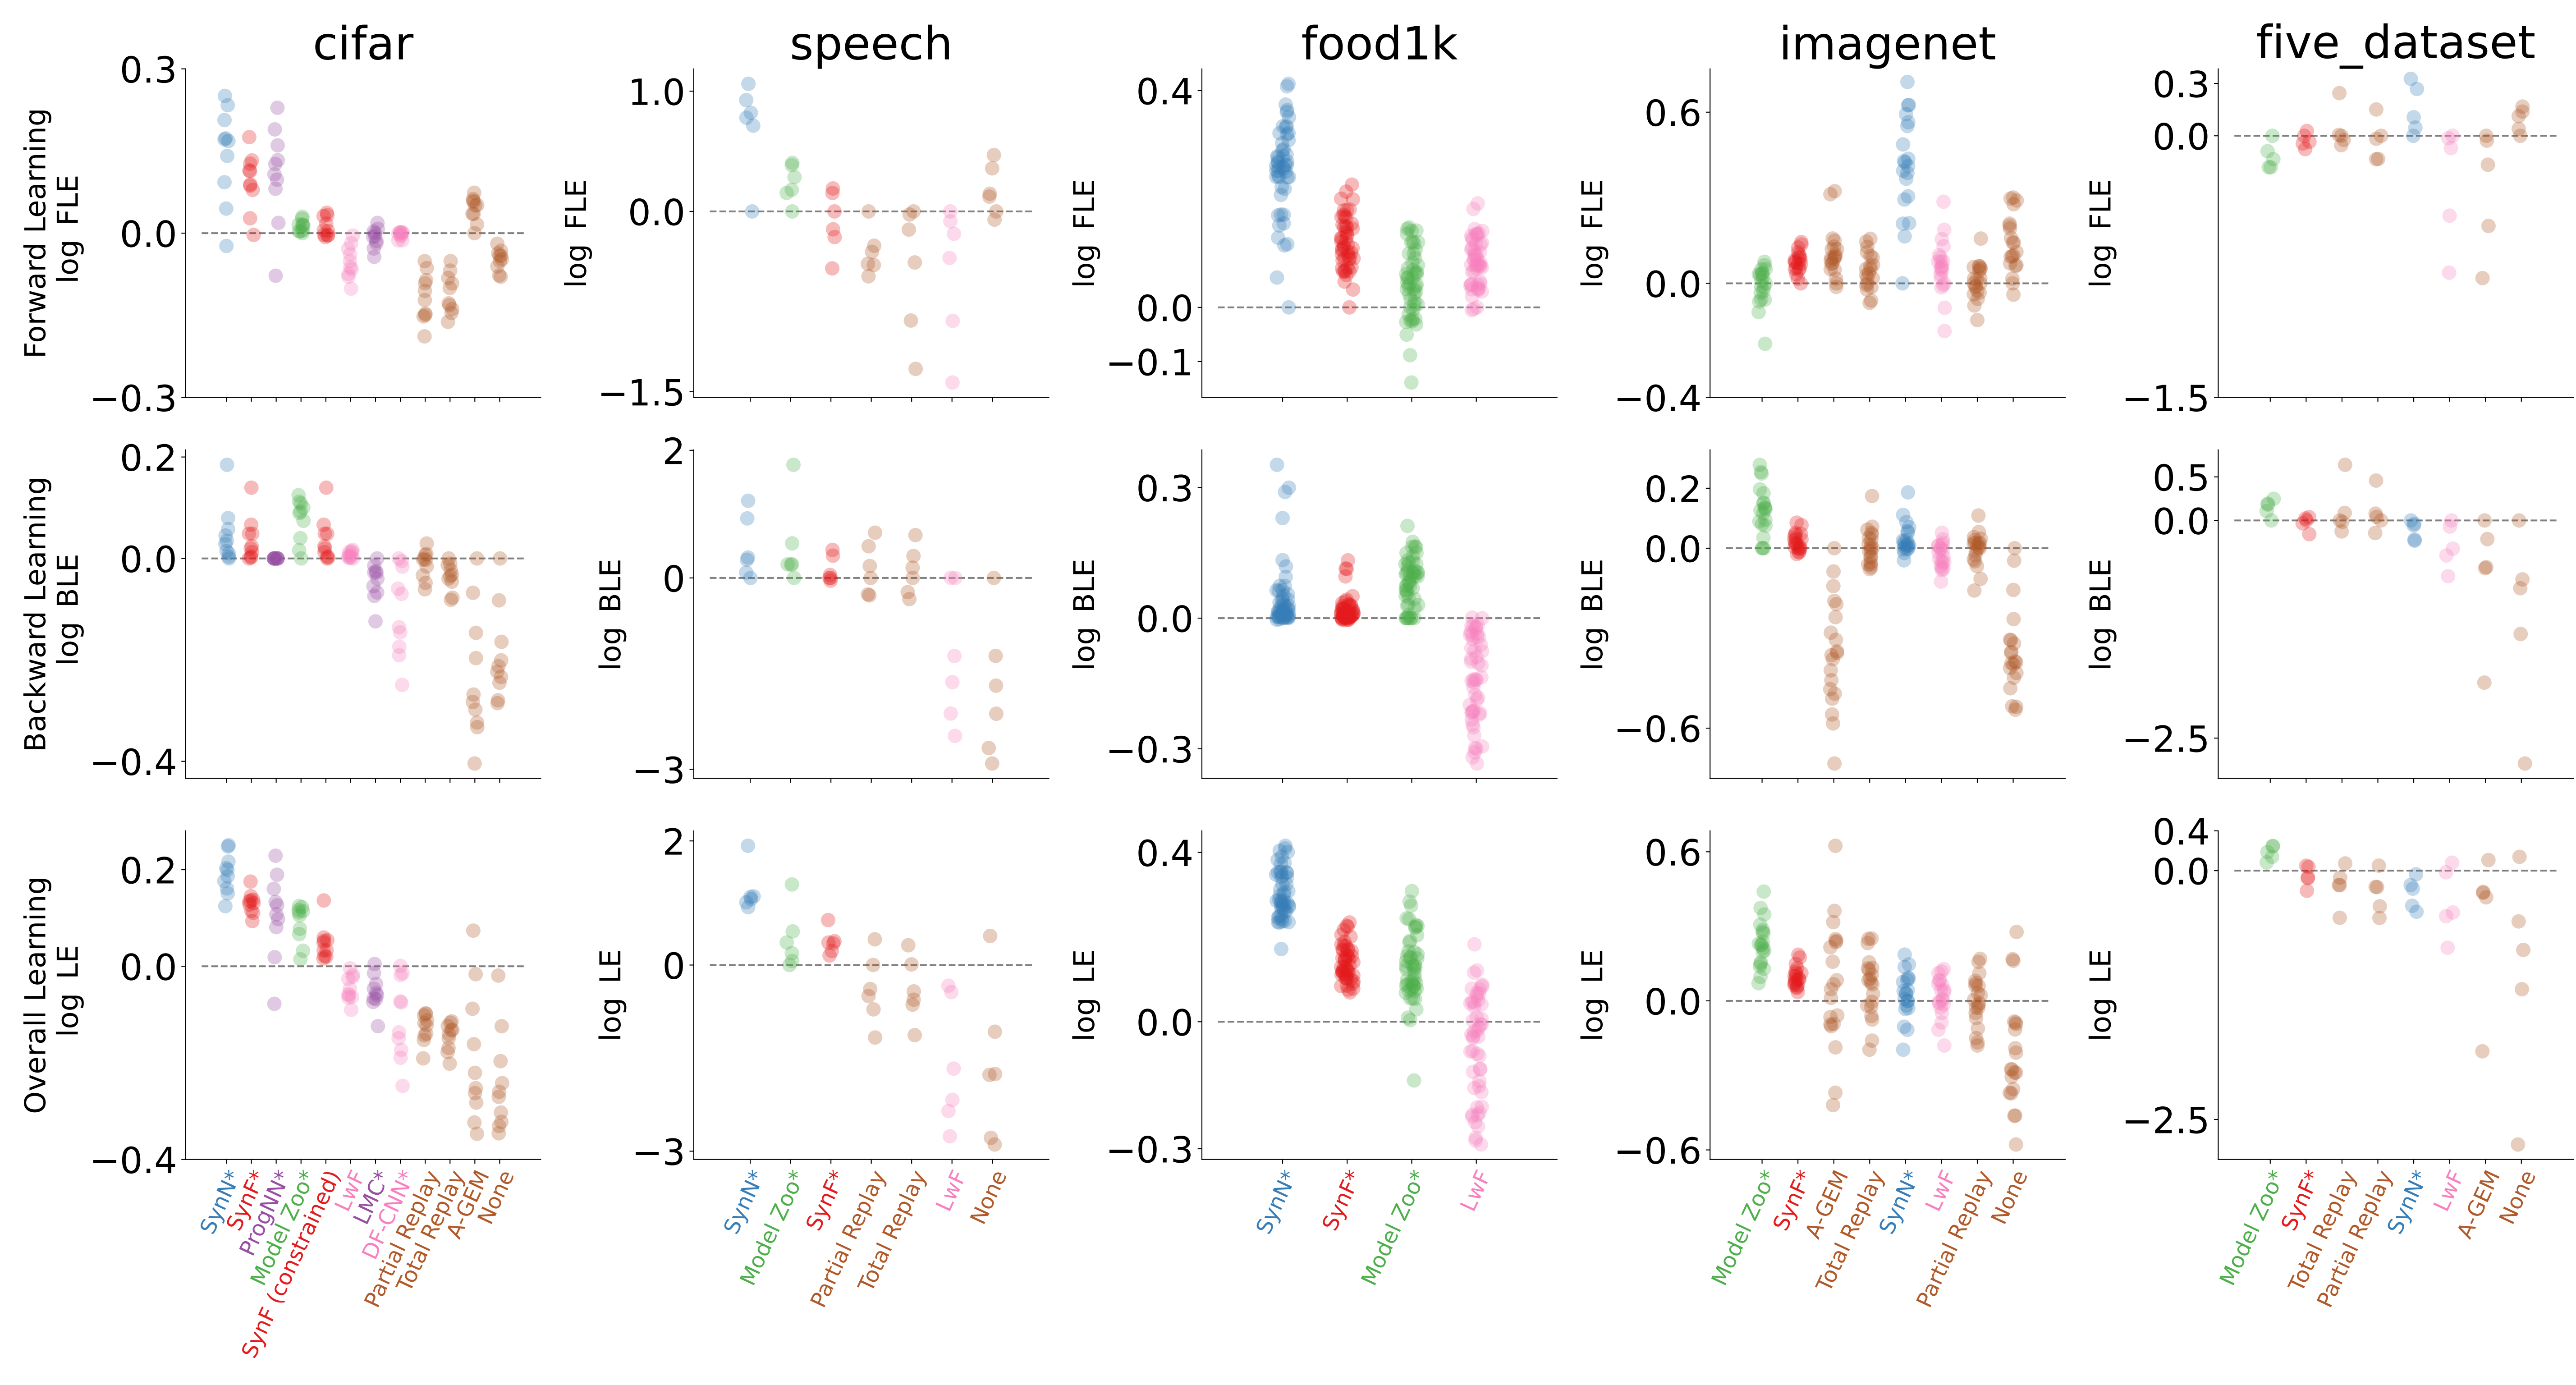 cifar
speech
food1k
imagenet
five_dataset
Forward Learning
log FLE
0.3
0.0
−0.3
log FLE
1.0
0.0
−1.5
log FLE
0.4
0.0
−0.1
log FLE
0.6
0.0
−0.4
log FLE
0.3
0.0
−1.5
Backward Learning
log BLE
0.2
0.0
−0.4
log BLE
2
0
−3
log BLE
0.3
0.0
−0.3
log BLE
0.2
0.0
−0.6
log BLE
0.5
0.0
−2.5
Overall Learning
log LE
0.2
0.0
−0.4
log LE
2
0
−3
log LE
0.4
0.0
−0.3
log LE
0.6
0.0
−0.6
log LE
0.4
0.0
−2.5
SynN*
SynF*
ProgNN*
Model Zoo*
SynF (constrained)
LwF
LMC*
DF-CNN*
Partial Replay
Total Replay
A-GEM
None
SynN*
Model Zoo*
SynF*
Partial Replay
Total Replay
LwF
None
SynN*
SynF*
Model Zoo*
LwF
Model Zoo*
SynF*
A-GEM
Total Replay
SynN*
LwF
Partial Replay
None
Model Zoo*
SynF*
Total Replay
Partial Replay
SynN*
LwF
A-GEM
None